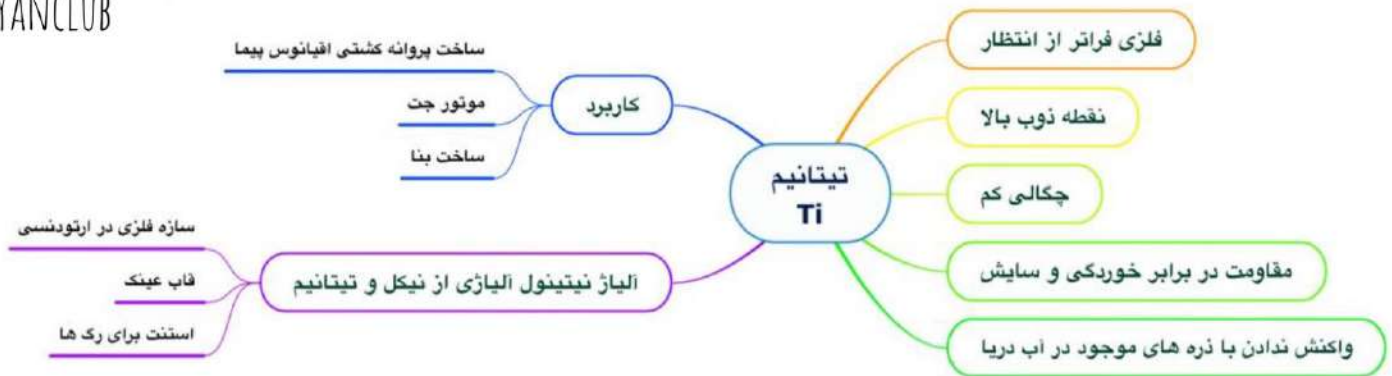 YANCLUB
تیتانیم
Ti
فلزی فراتر از انتظار
نقطه ذوب بالا
چگالی کم
مقاومت در برابر خوردگی و سایش
واکنش ندادن با ذره های موجود در آب دریا
کاربرد
ساخت پروانه کشتی اقیانوس پیما
موتور جت
ساخت بنا
آلیاژ نیتینول آلیاژی از نیکل و تیتانیم
سازه فلزی در ارتودنسی
قاب عینک
استنت برای رگ ها